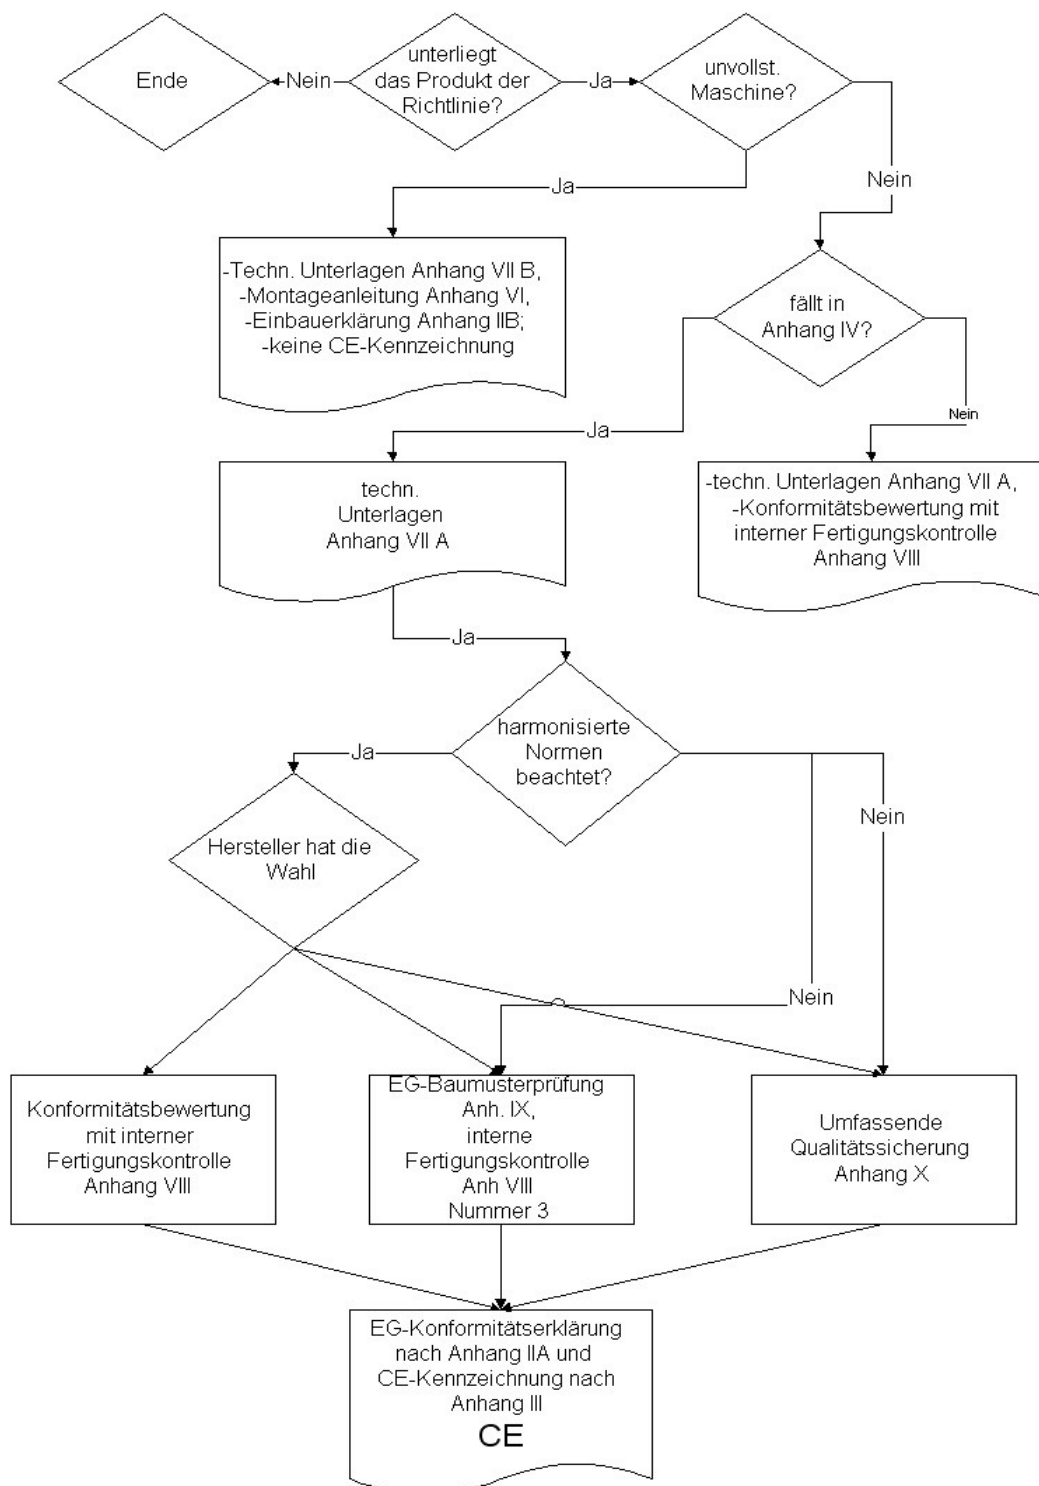 Ende
Nein
unterliegt
das Produkt der
Richtlinie?
Ja
unvollst.
Maschine?
Ja
Nein
-Techn. Unterlagen Anhang VII B,
-Montageanleitung Anhang VI,
-Einbauerklärung Anhang IIB;
-keine CE-Kennzeichnung
fällt in
Anhang IV?
Ja
Nein
techn.
Unterlagen
Anhang VII A
-techn. Unterlagen Anhang VII A,
-Konformitätsbewertung mit
interner Fertigungskontrolle
Anhang VIII
Ja
harmonisierte
Normen
beachtet?
Ja
Nein
Hersteller hat die
Wahl
Nein
Konformitätsbewertung
mit interner
Fertigungskontrolle
Anhang VIII
EG-Baumusterprüfung
Anh. IX,
interne
Fertigungskontrolle
Anh VIII
Nummer 3
Umfassende
Qualitätssicherung
Anhang X
EG-Konformitätserklärung
nach Anhang IIA und
CE-Kennzeichnung nach
Anhang III
CE